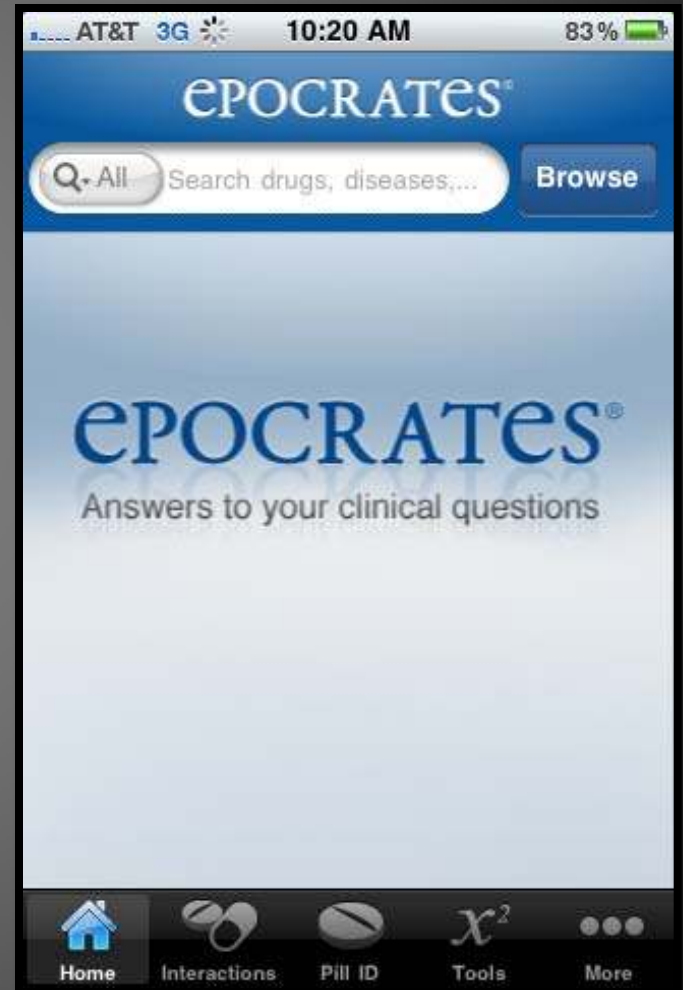 AT&T 3G 10:20 AM 83%
ePOCRATes®
All Search drugs, diseases,... Browse
ePOCRATes®
Answers to your clinical questions
x²
Home Interactions Pill ID Tools More